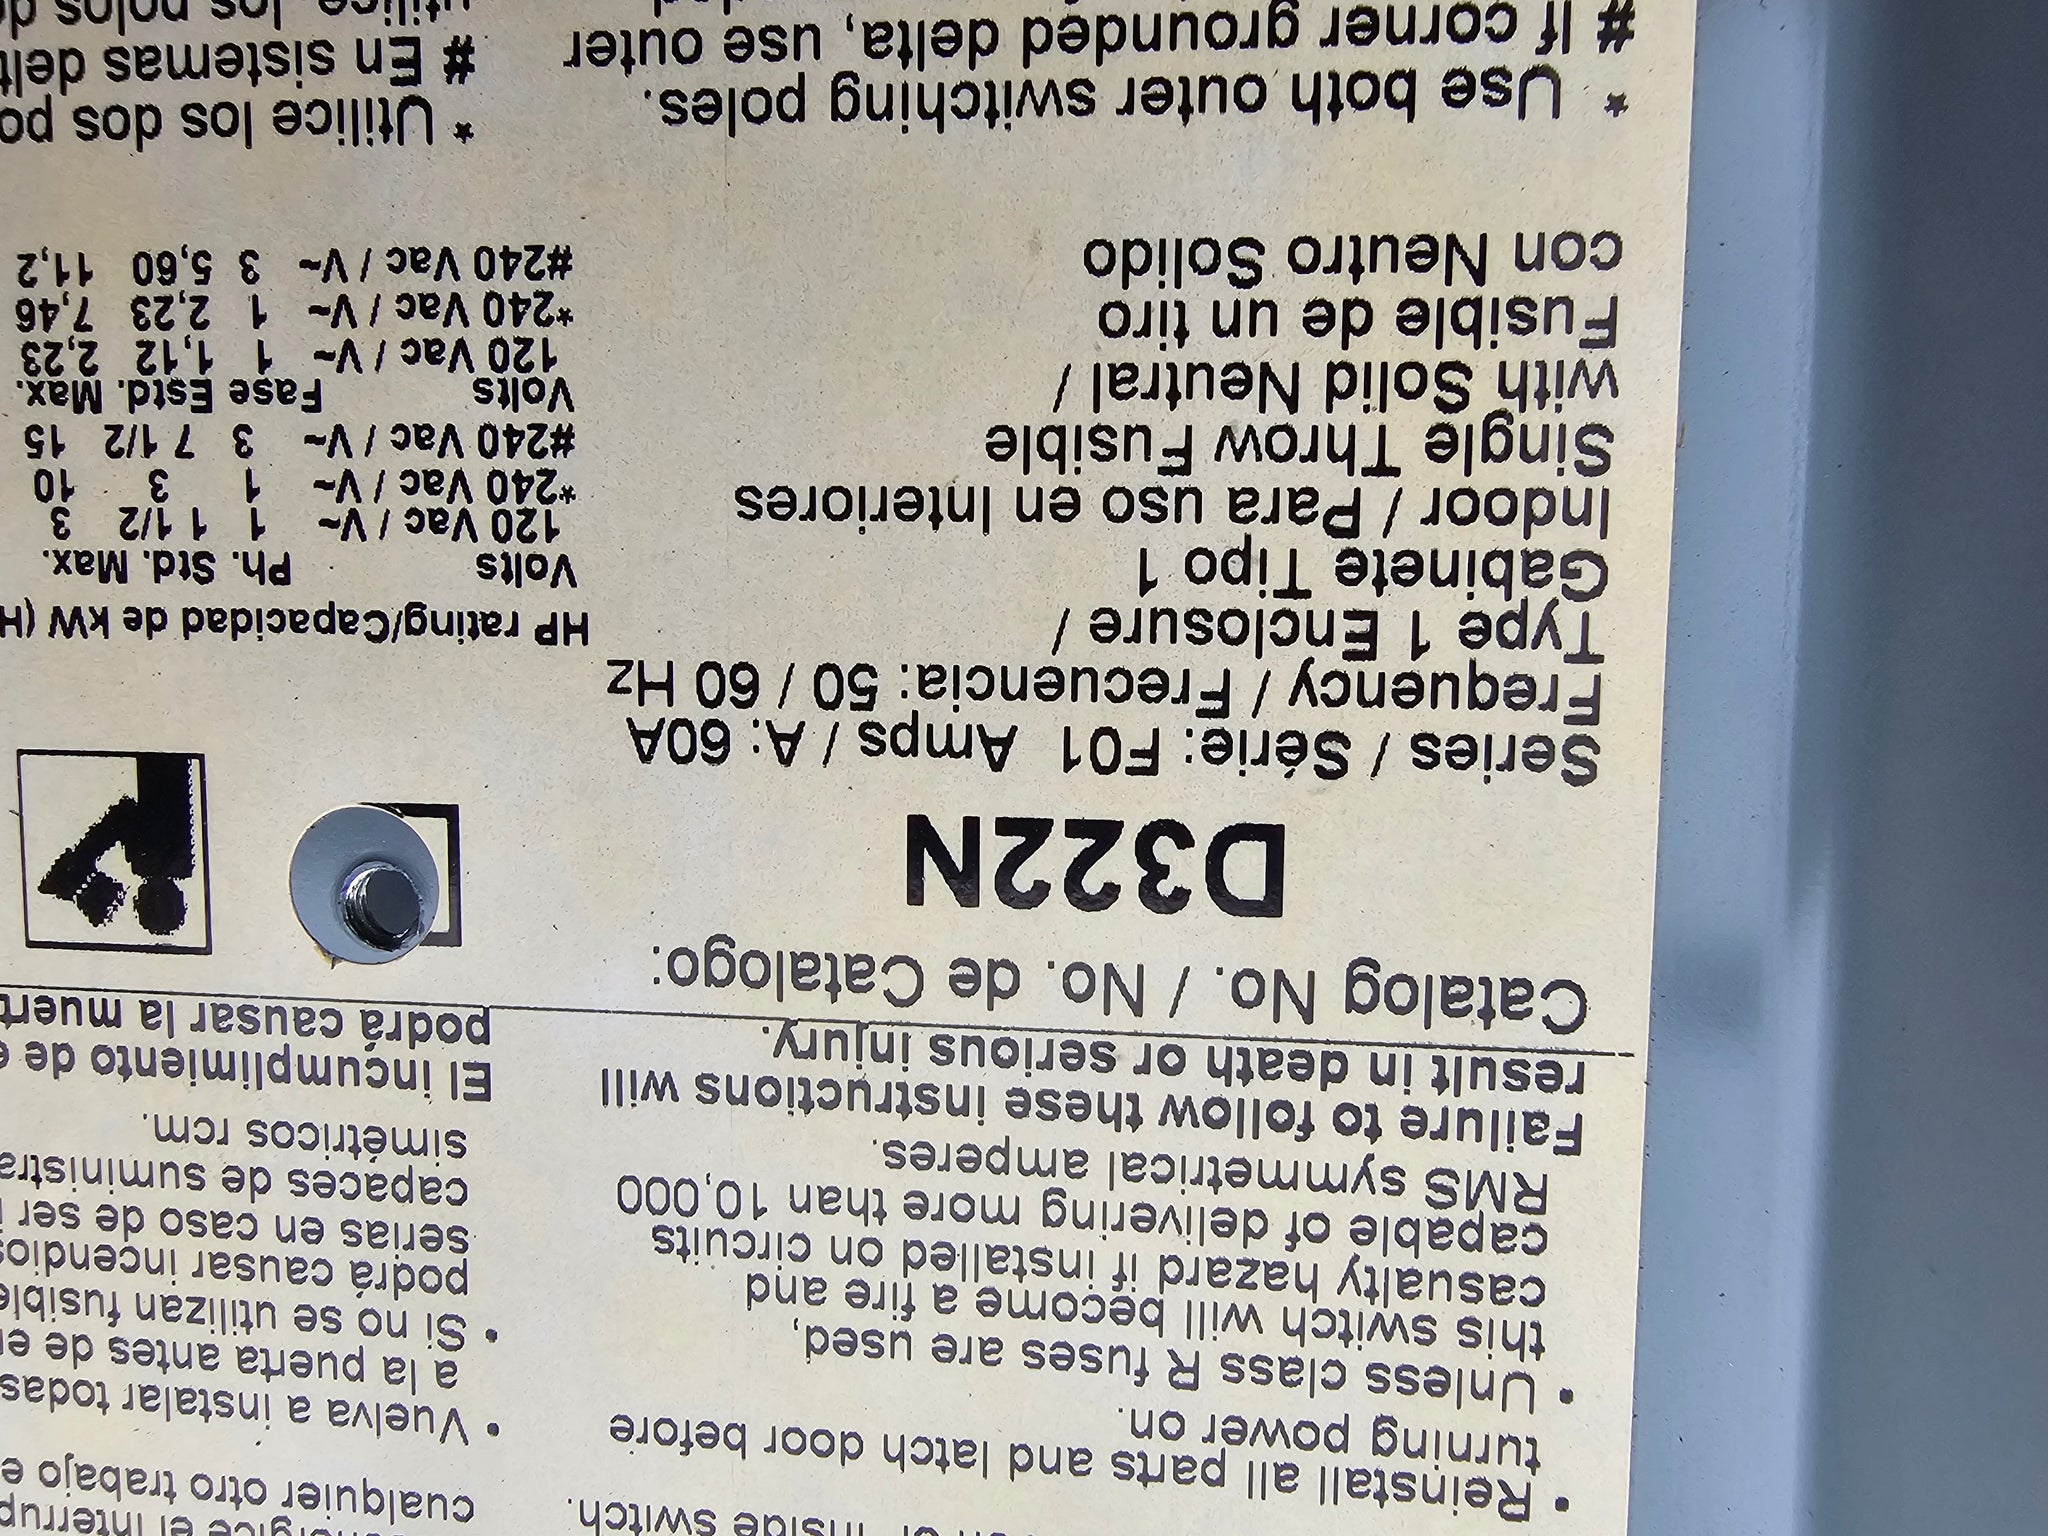 or inside switch.
• Reinstall all parts and latch door before
turning power on.
• Unless class R fuses are used,
this switch will become a fire and
casualty hazard if installed on circuits
capable of delivering more than 10,000
RMS symmetrical amperes.
Failure to follow these instructions will
result in death or serious injury.
el
cualquier otro trabajo e
• Vuelva a instalar todas
a la puerta antes de
• Si no se utilizan
podrá causar
serias en caso de ser
capaces de
simétricos rcm.
El incumplimiento de
podrá causar la
Catalog No. / No. de Catalogo:
D322N
Series / Série: F01 Amps / A: 60A
Frequency / Frecuencia: 50 / 60 Hz
Type 1 Enclosure /
Gabinete Tipo 1
Indoor / Para uso en Interiores
Single Throw Fusible
with Solid Neutral /
Fusible de un tiro
con Neutro Solido
HP rating/Capacidad de kW (H
Volts Ph. Std. Max.
120 Vac / V~ 1 1 1/2 3
*240 Vac / V~ 1 3 10
#240 Vac / V~ 3 7 1/2 15
Volts Fase Estd. Max.
120 Vac / V~ 1 1,12 2,23
*240 Vac / V~ 1 2,23 7,46
#240 Vac / V~ 3 5,60 11,2
* Use both outer switching poles.
# If corner grounded delta, use outer
* Utilice los dos
# En sistemas
utilice los polos